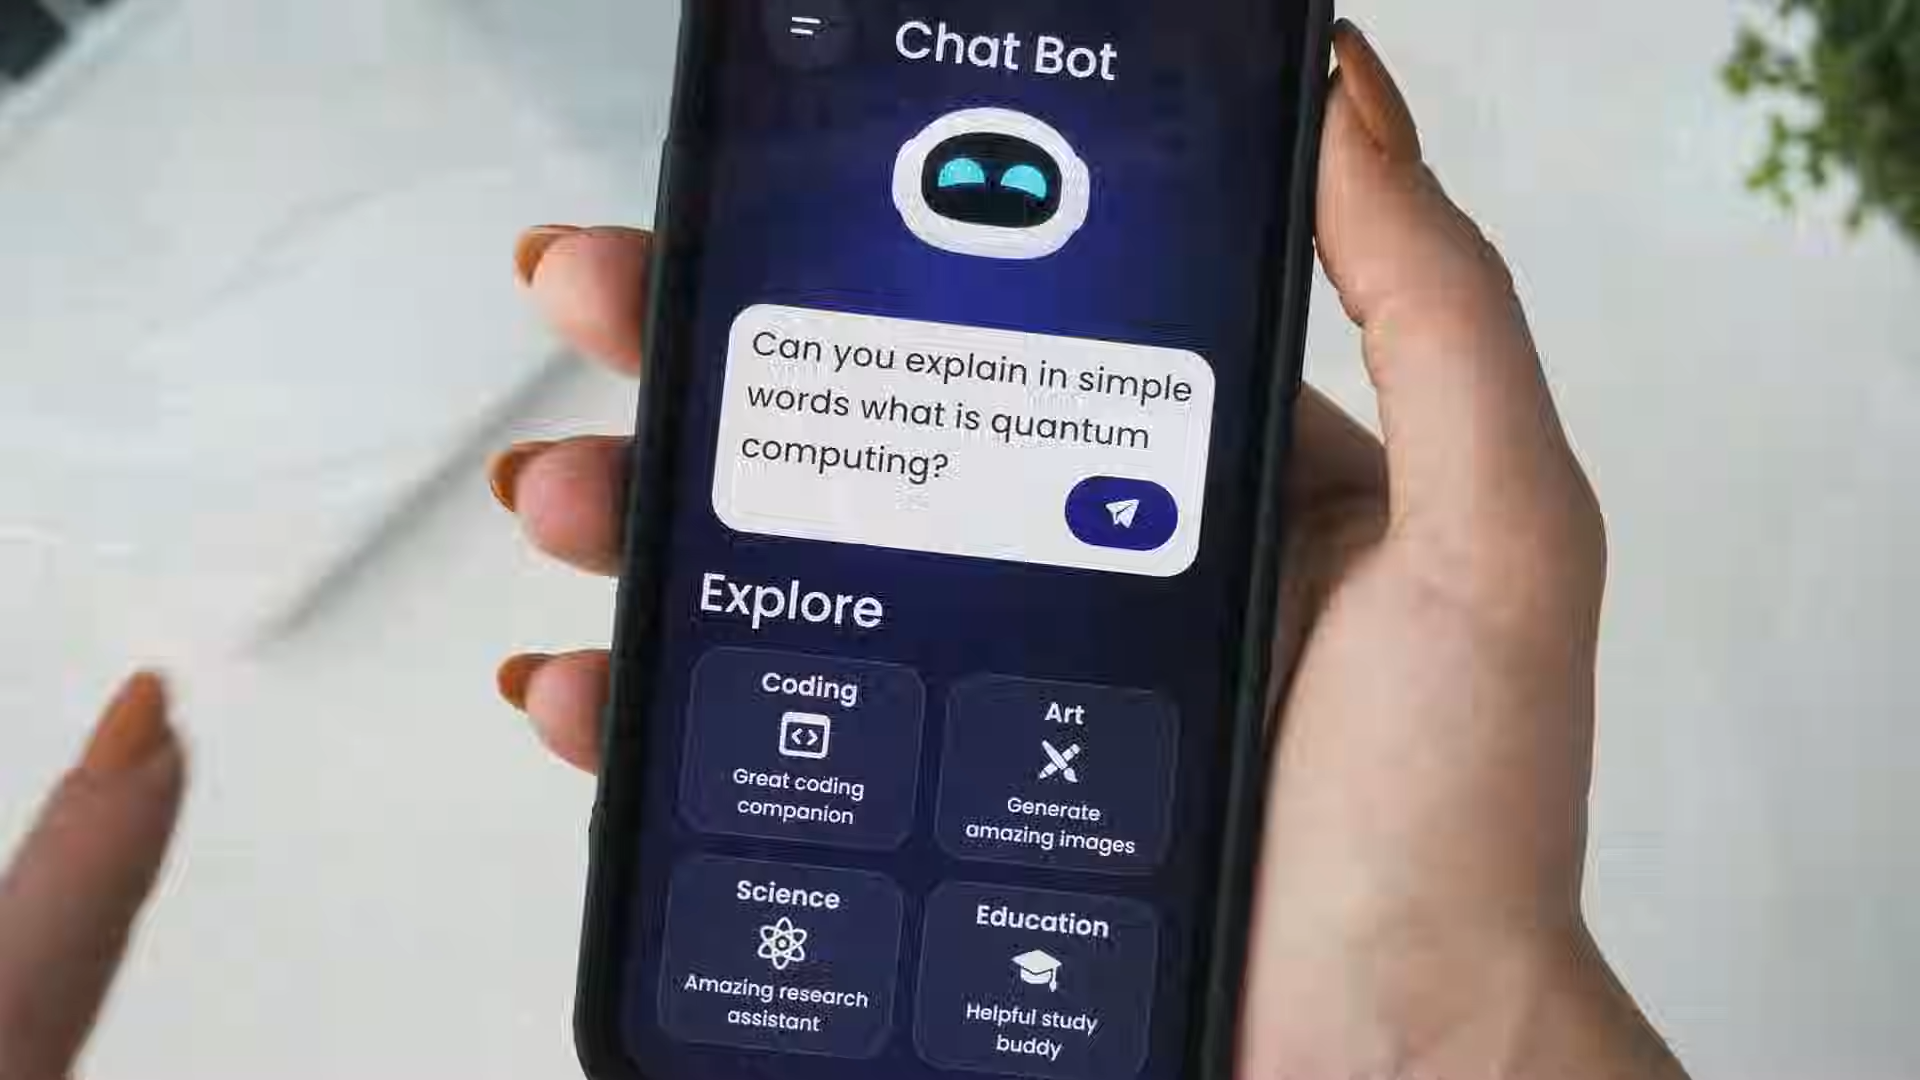 Chat Bot
Can you explain in simple
words what is quantum
computing?
Explore
Coding
Great coding
companion
Art
Generate
amazing images
Science
Amazing research
assistant
Education
Helpful study
buddy